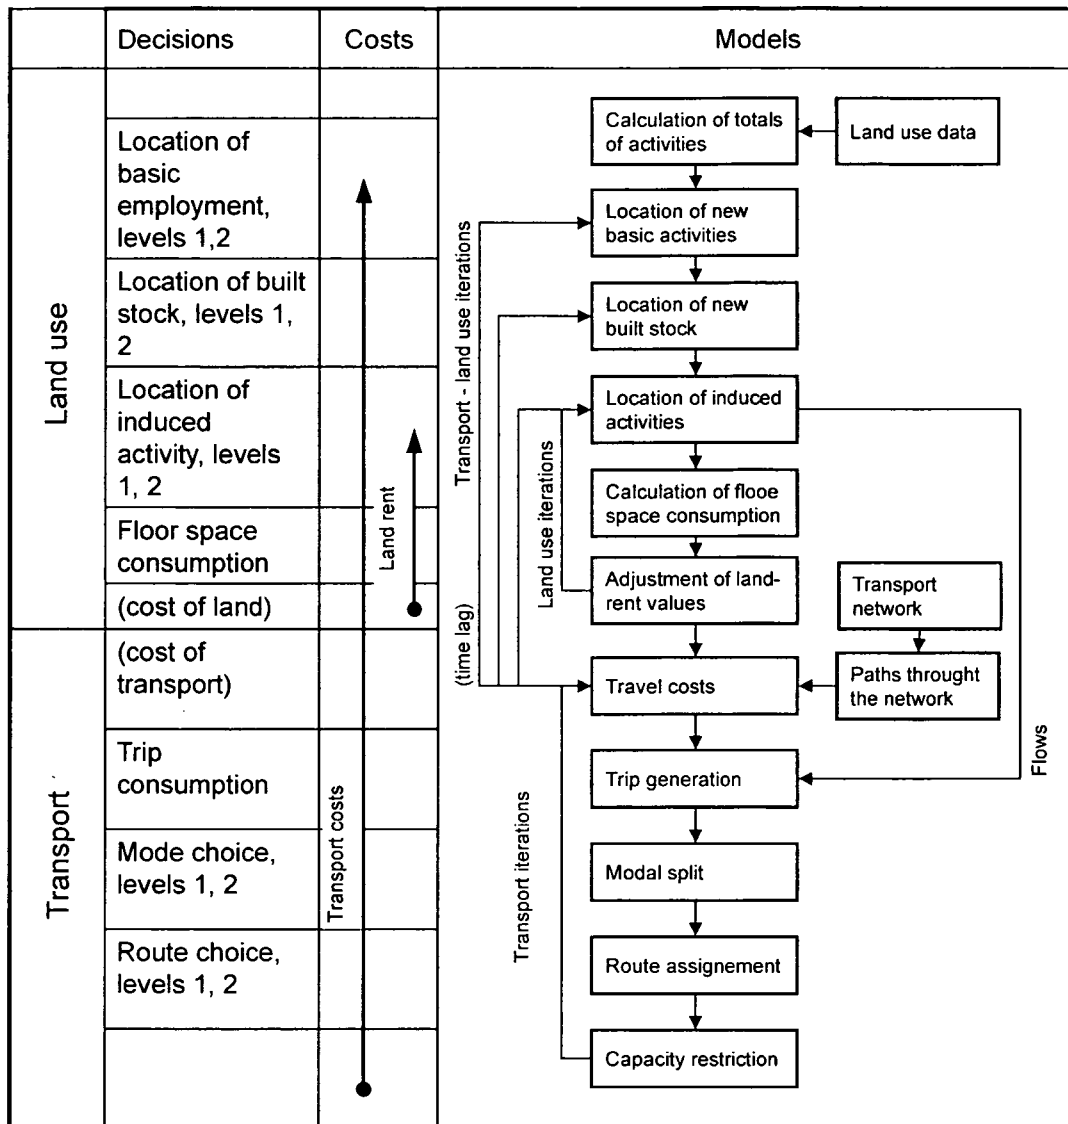 Decisions
Costs
Models
Land use
Location of
basic
employment,
levels 1,2
Location of built
stock, levels 1,
2
Location of
induced
activity, levels
1, 2
Floor space
consumption
(cost of land)
Transport
(cost of
transport)
Trip
consumption
Mode choice,
levels 1, 2
Route choice,
levels 1, 2
Land rent
Transport costs
Calculation of totals
of activities
Land use data
Location of new
basic activities
Location of new
built stock
Location of induced
activities
Calculation of flooe
space consumption
Adjustment of land-
rent values
Transport
network
Travel costs
Paths throught
the network
Trip generation
Modal split
Route assignement
Capacity restriction
Transport - land use iterations
(time lag)
Land use iterations
Transport iterations
Flows